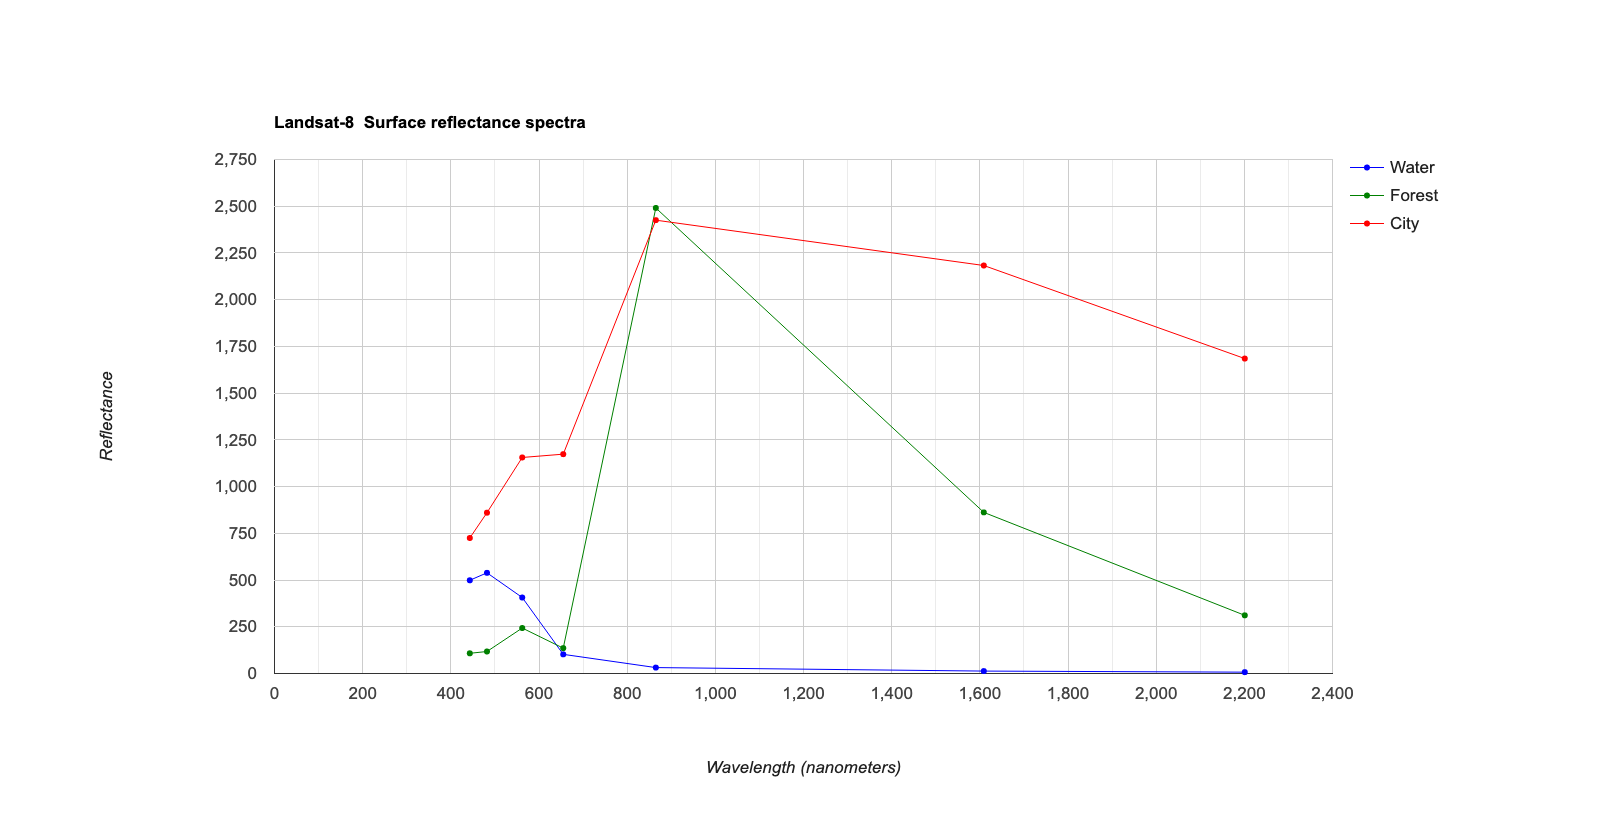 Landsat-8  Surface reflectance spectra
2,750
2,500
2,250
2,000
1,750
1,500
1,250
1,000
750
500
250
0
Reflectance
0 200 400 600 800 1,000 1,200 1,400 1,600 1,800 2,000 2,200 2,400
Wavelength (nanometers)
Water
Forest
City